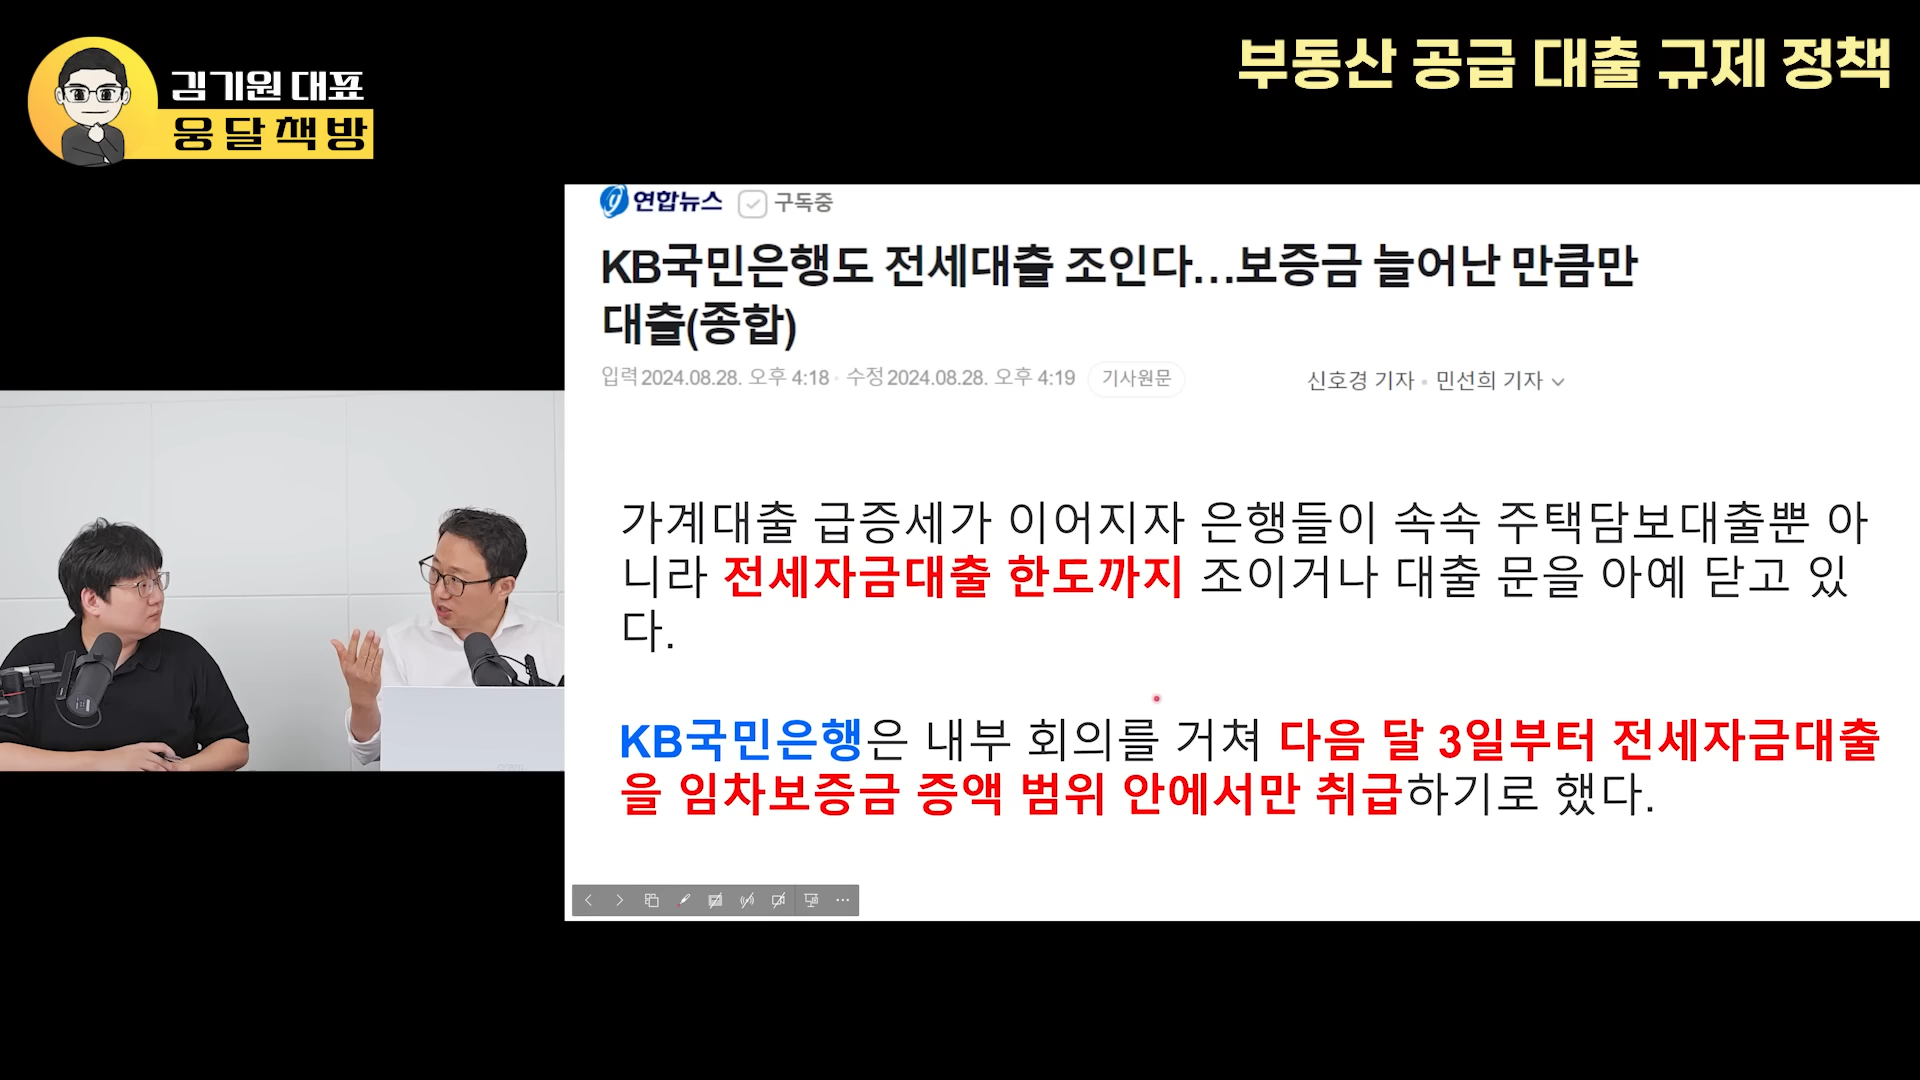 김기원 대표
웅달책방
부동산 공급 대출 규제 정책
연합뉴스 구독중
KB국민은행도 전세대출 조인다...보증금 늘어난 만큼만
대출(종합)
입력 2024.08.28. 오후 4:18 · 수정 2024.08.28. 오후 4:19 기사원문 신호경 기자 · 민선희 기자
가계대출 급증세가 이어지자 은행들이 속속 주택담보대출뿐 아
니라 전세자금대출 한도까지 조이거나 대출 문을 아예 닫고 있
다.
KB국민은행은 내부 회의를 거쳐 다음 달 3일부터 전세자금대출
을 임차보증금 증액 범위 안에서만 취급하기로 했다.